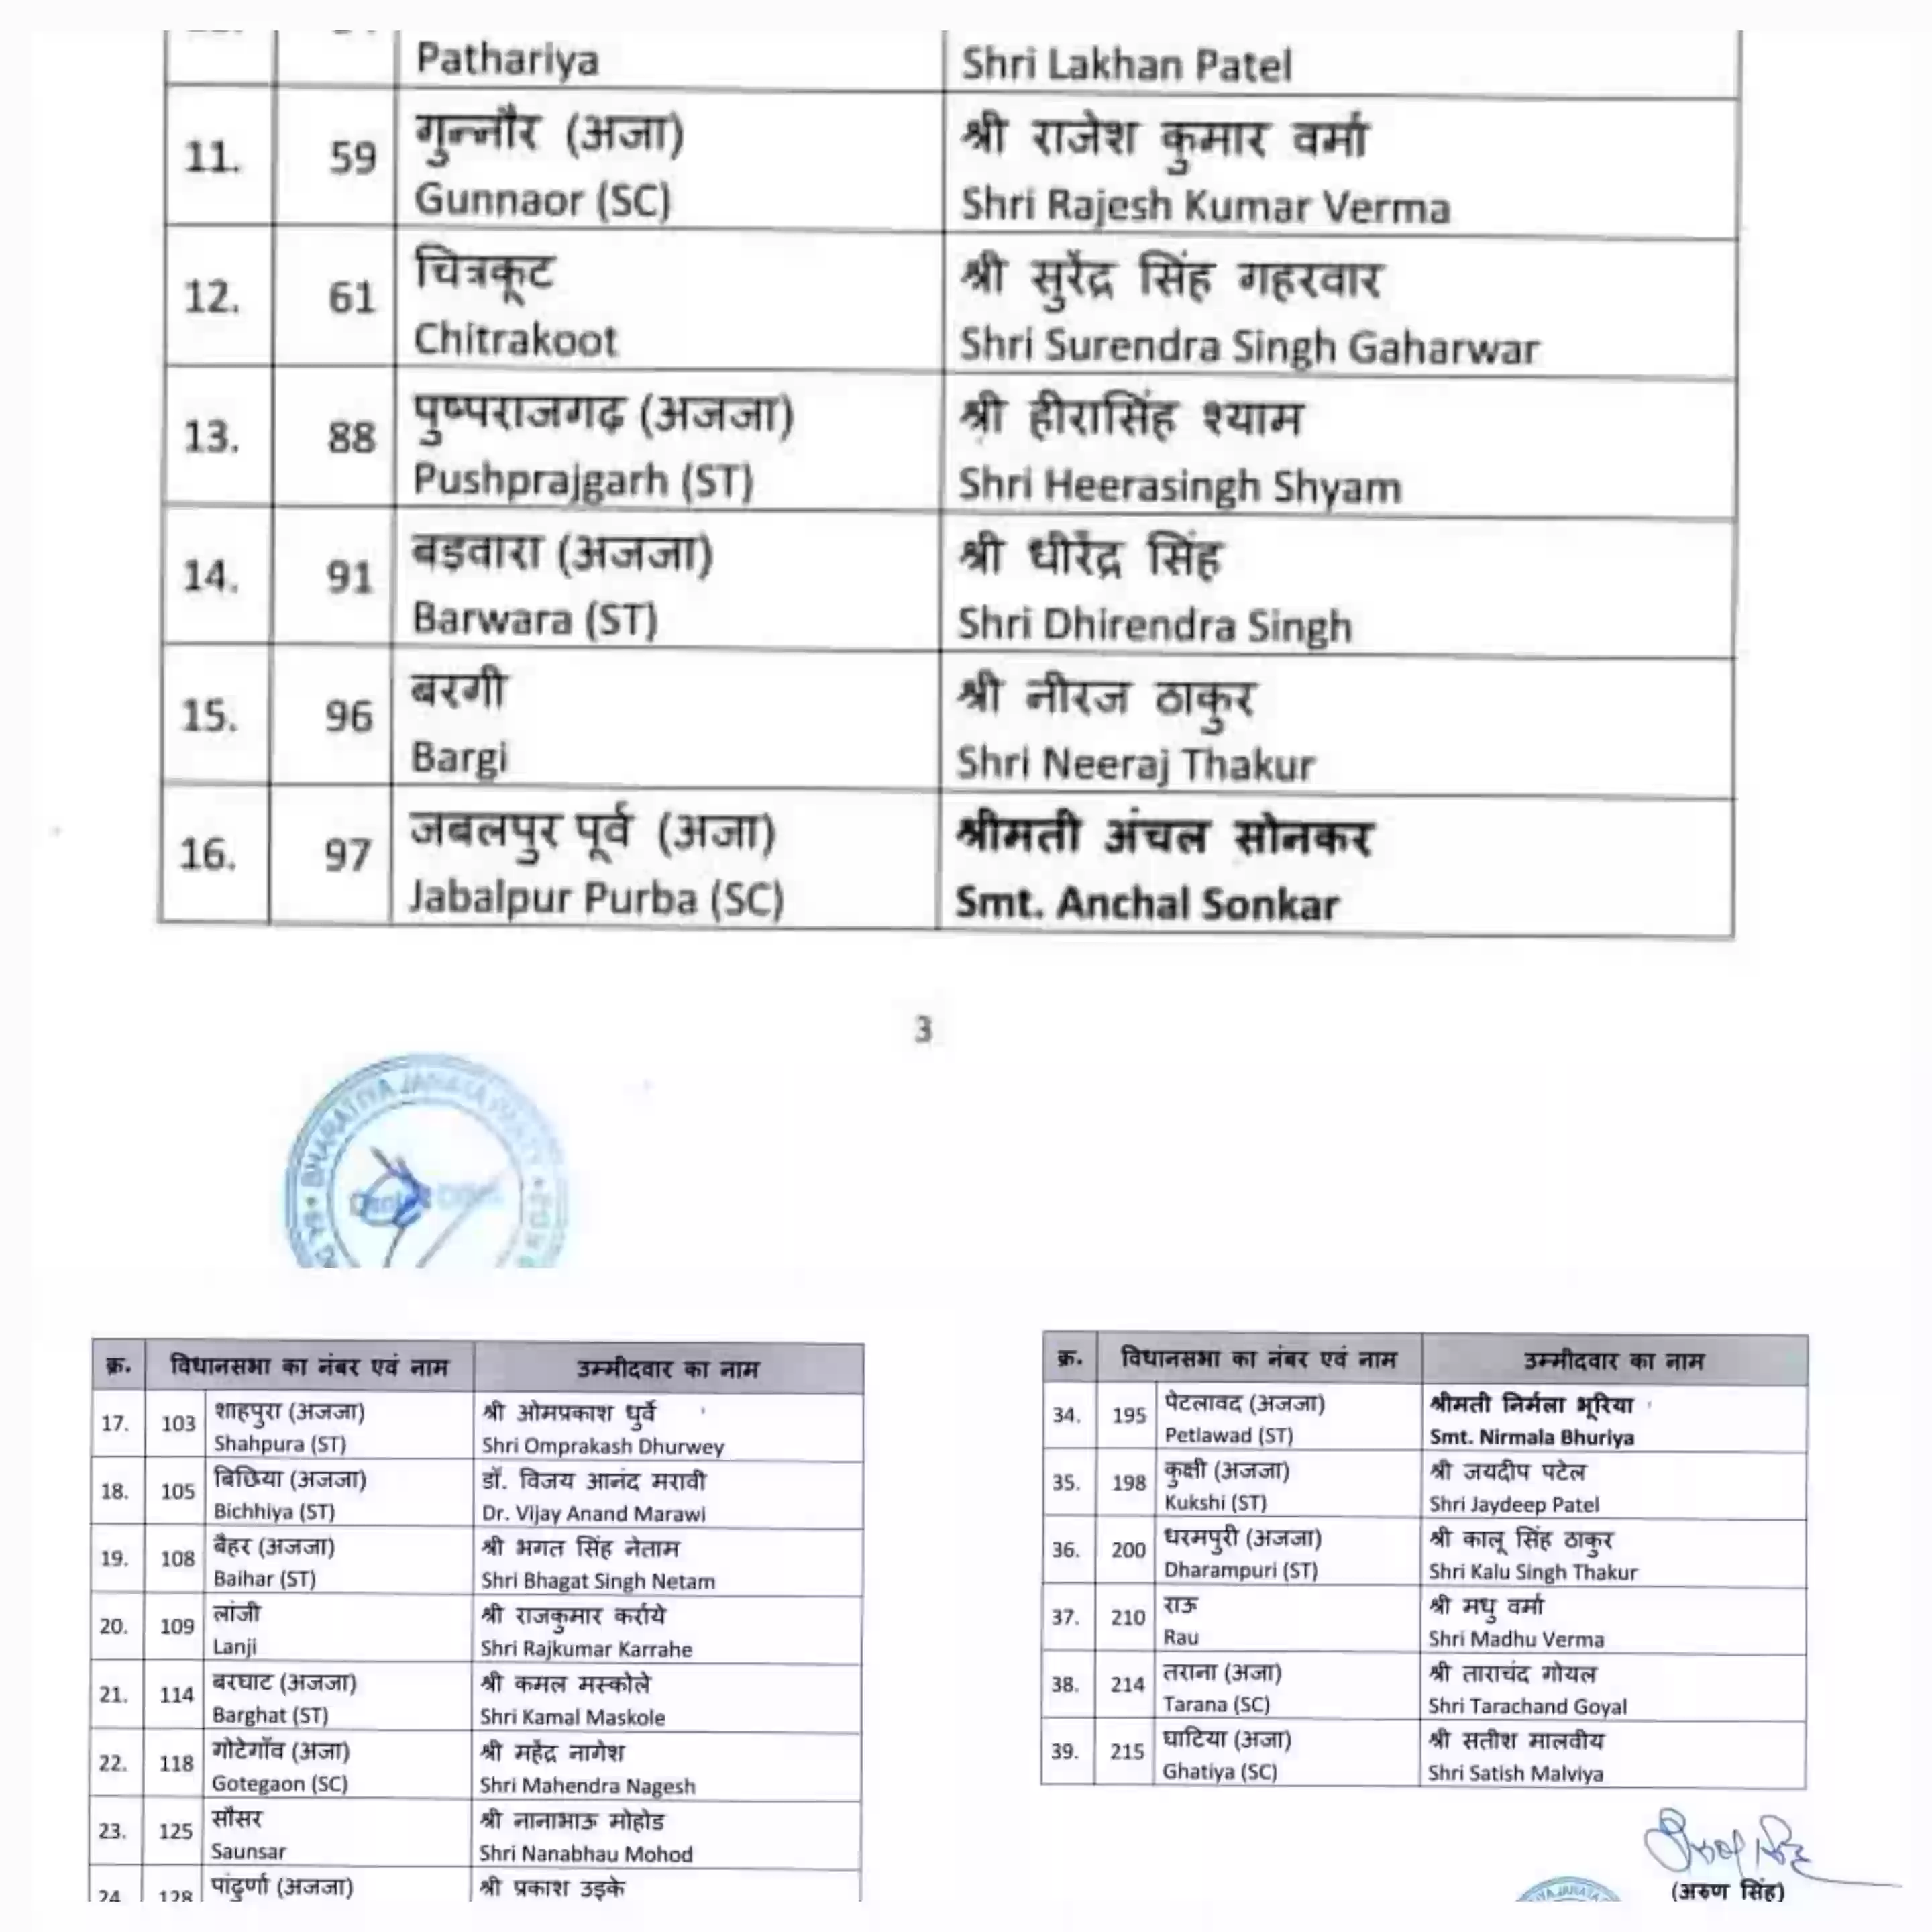 Pathariya Shri Lakhan Patel
11. 59 गुन्नौर (अजा) श्री राजेश कुमार वर्मा
Gunnaor (SC) Shri Rajesh Kumar Verma
12. 61 चित्रकूट श्री सुरेंद्र सिंह गहरवार
Chitrakoot Shri Surendra Singh Gaharwar
13. 88 पुष्पराजगढ़ (अजजा) श्री हीरासिंह श्याम
Pushprajgarh (ST) Shri Heerasingh Shyam
14. 91 बड़वारा (अजजा) श्री धीरेंद्र सिंह
Barwara (ST) Shri Dhirendra Singh
15. 96 बरगी श्री नीरज ठाकुर
Bargi Shri Neeraj Thakur
16. 97 जबलपुर पूर्व (अजा) श्रीमती अंचल सोनकर
Jabalpur Purba (SC) Smt. Anchal Sonkar
3
BHARATIYA JANATA PARTY
क्र. विधानसभा का नंबर एवं नाम उम्मीदवार का नाम
17. 103 शाहपुरा (अजजा) श्री ओमप्रकाश धुर्वे
Shahpura (ST) Shri Omprakash Dhurwey
18. 105 बिछिया (अजजा) डॉ. विजय आनंद मरावी
Bichhiya (ST) Dr. Vijay Anand Marawi
19. 108 बैहर (अजजा) श्री भगत सिंह नेताम
Baihar (ST) Shri Bhagat Singh Netam
20. 109 लांजी श्री राजकुमार कर्राये
Lanji Shri Rajkumar Karrahe
21. 114 बरघाट (अजजा) श्री कमल मस्कोले
Barghat (ST) Shri Kamal Maskole
22. 118 गोटेगाँव (अजा) श्री महेंद्र नागेश
Gotegaon (SC) Shri Mahendra Nagesh
23. 125 सौसर श्री नानाभाऊ मोहोड
Saunsar Shri Nanabhau Mohod
24. 128 पांढुर्णा (अजजा) श्री प्रकाश उइके
क्र. विधानसभा का नंबर एवं नाम उम्मीदवार का नाम
34. 195 पेटलावद (अजजा) श्रीमती निर्मला भूरिया
Petlawad (ST) Smt. Nirmala Bhuriya
35. 198 कुक्षी (अजजा) श्री जयदीप पटेल
Kukshi (ST) Shri Jaydeep Patel
36. 200 धरमपुरी (अजजा) श्री कालू सिंह ठाकुर
Dharampuri (ST) Shri Kalu Singh Thakur
37. 210 राऊ श्री मधु वर्मा
Rau Shri Madhu Verma
38. 214 तराना (अजा) श्री ताराचंद गोयल
Tarana (SC) Shri Tarachand Goyal
39. 215 घाटिया (अजा) श्री सतीश मालवीय
Ghatiya (SC) Shri Satish Malviya
(अरुण सिंह)